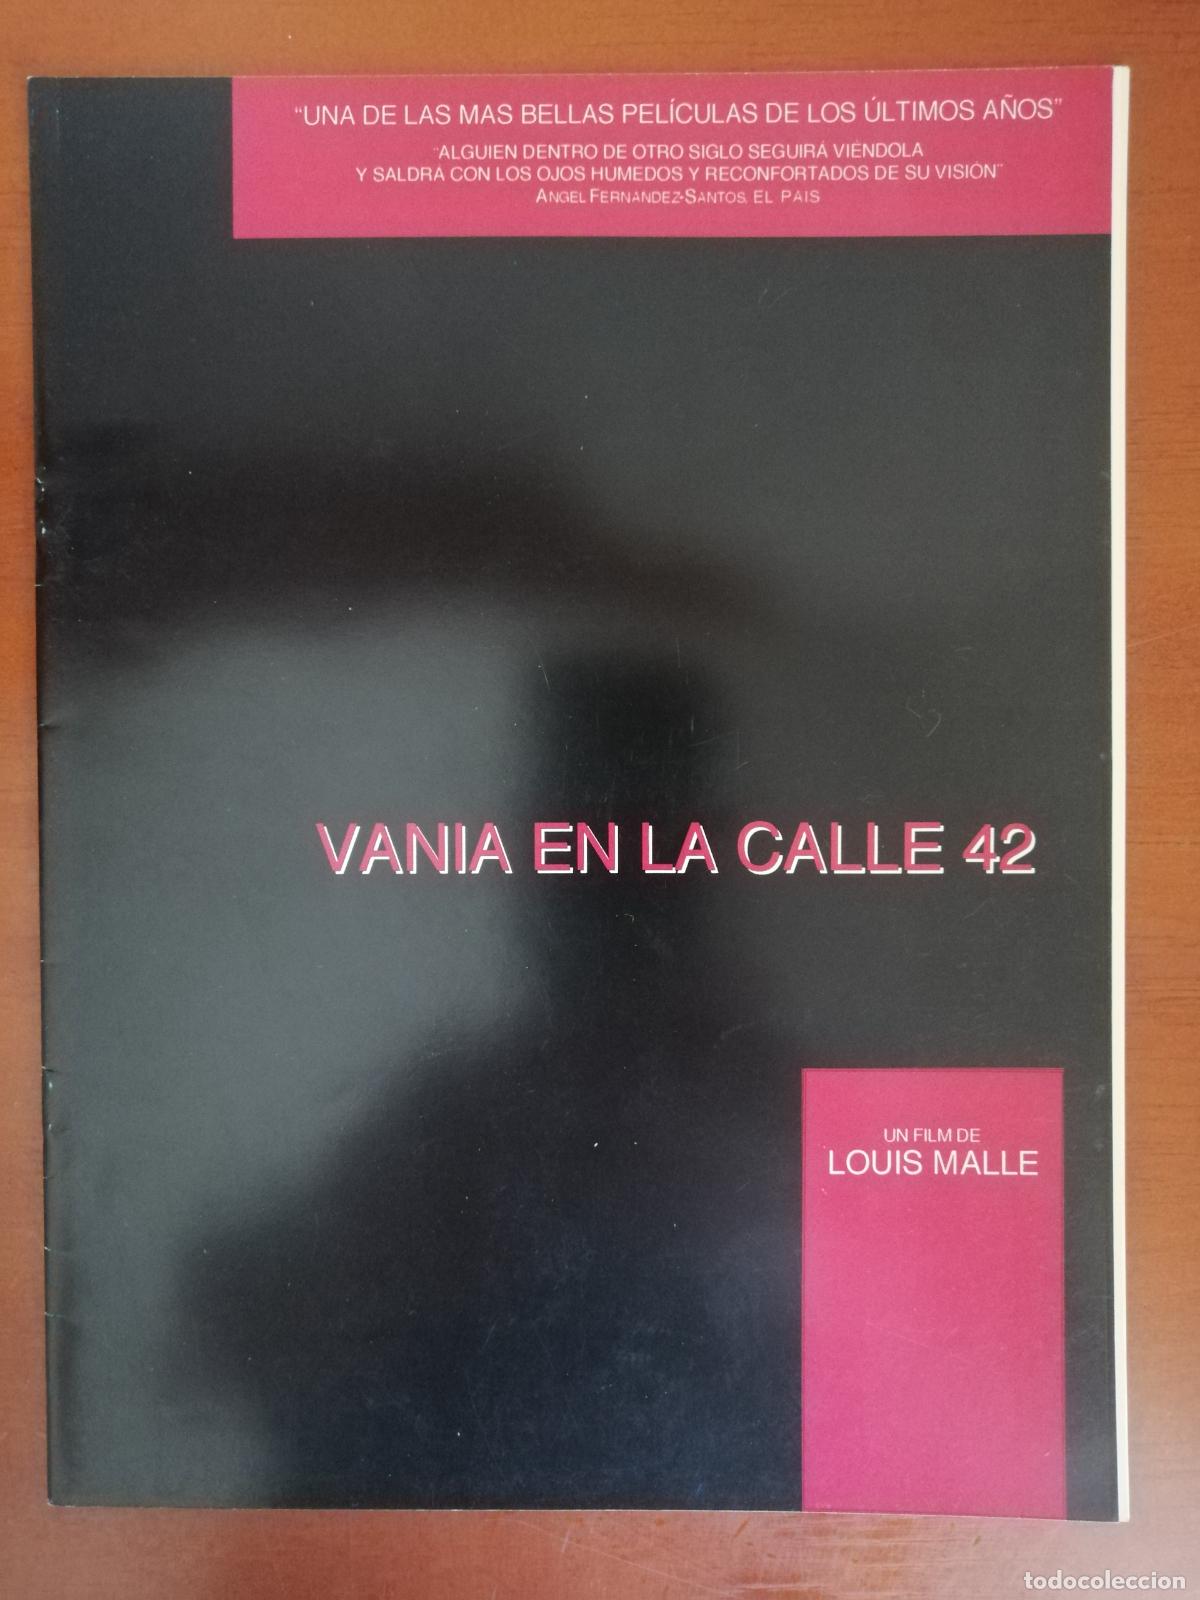 "UNA DE LAS MAS BELLAS PELÍCULAS DE LOS ÚLTIMOS AÑOS"
"ALGUIEN DENTRO DE OTRO SIGLO SEGUIRÁ VIÉNDOLA
Y SALDRÁ CON LOS OJOS HUMEDOS Y RECONFORTADOS DE SU VISIÓN"
ANGEL FERNÁNDEZ-SANTOS, EL PAIS
VANIA EN LA CALLE 42
UN FILM DE
LOUIS MALLE
todocoleccion